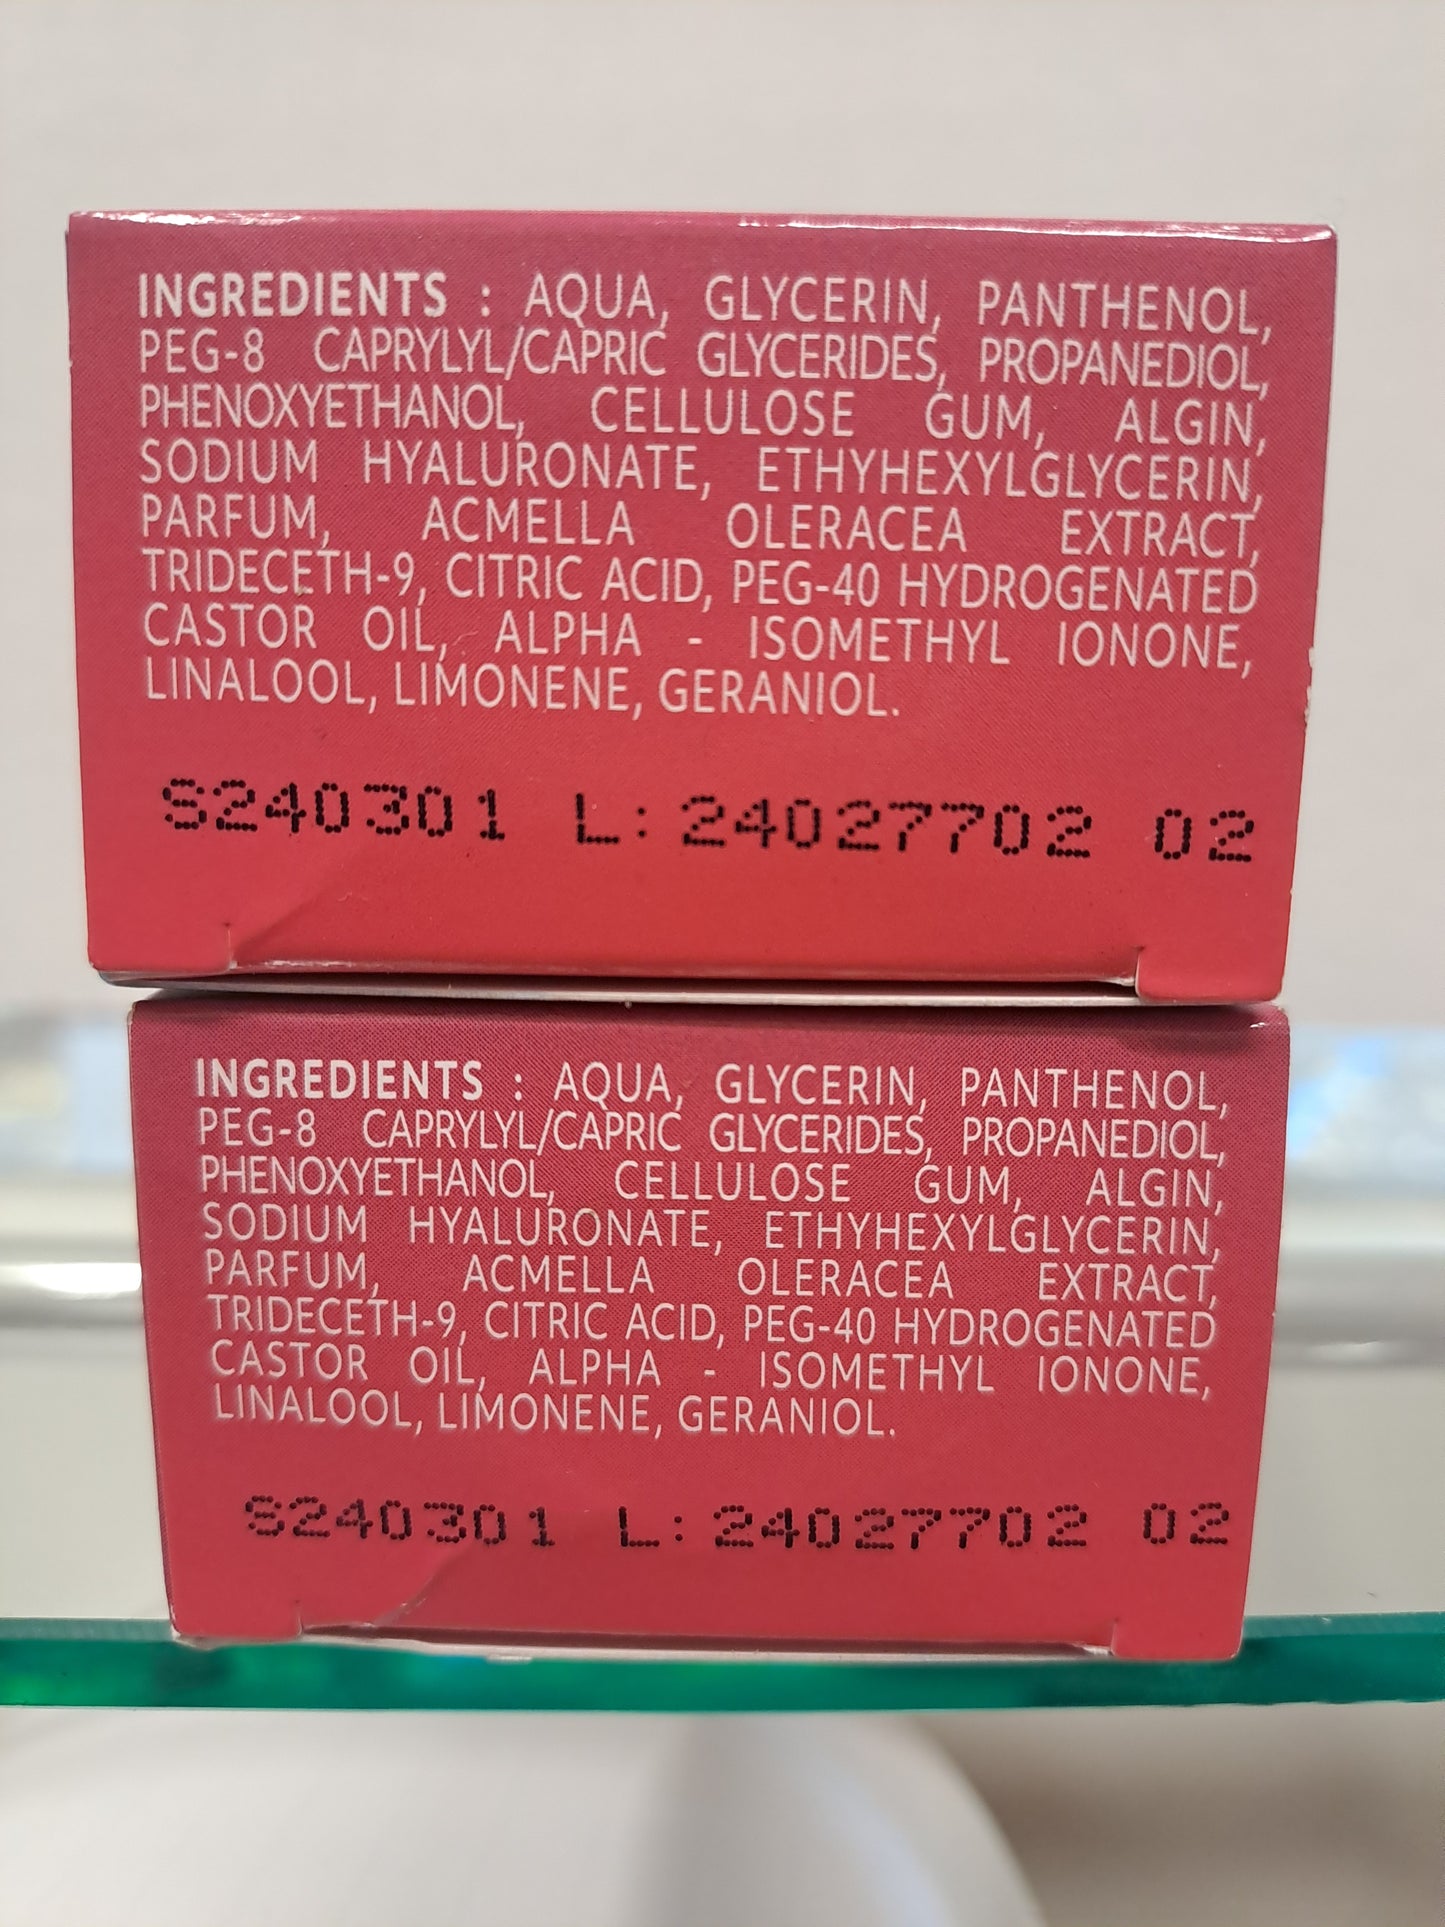 INGREDIENTS : AQUA, GLYCERIN, PANTHENOL,
PEG-8 CAPRYLYL/CAPRIC GLYCERIDES, PROPANEDIOL,
PHENOXYETHANOL, CELLULOSE GUM, ALGIN,
SODIUM HYALURONATE, ETHYHEXYLGLYCERIN,
PARFUM, ACMELLA OLERACEA EXTRACT,
TRIDECETH-9, CITRIC ACID, PEG-40 HYDROGENATED
CASTOR OIL, ALPHA - ISOMETHYL IONONE,
LINALOOL, LIMONENE, GERANIOL.
S240301 L: 24027702 02
INGREDIENTS : AQUA, GLYCERIN, PANTHENOL,
PEG-8 CAPRYLYL/CAPRIC GLYCERIDES, PROPANEDIOL,
PHENOXYETHANOL, CELLULOSE GUM, ALGIN,
SODIUM HYALURONATE, ETHYHEXYLGLYCERIN,
PARFUM, ACMELLA OLERACEA EXTRACT,
TRIDECETH-9, CITRIC ACID, PEG-40 HYDROGENATED
CASTOR OIL, ALPHA - ISOMETHYL IONONE,
LINALOOL, LIMONENE, GERANIOL.
S240301 L: 24027702 02